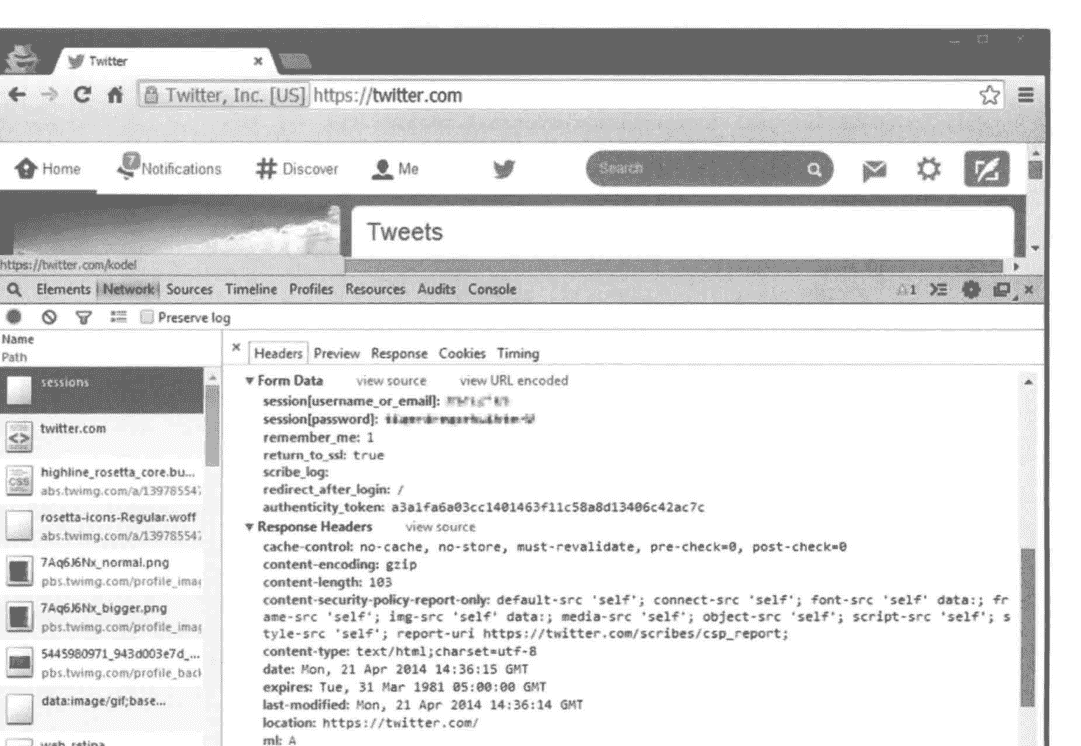 Twitter
Twitter, Inc. [US] https://twitter.com
Home
7
Notifications
# Discover
Me
Search
Tweets
https://twitter.com/kodel
Elements Network Sources Timeline Profiles Resources Audits Console
1
Preserve log
Name
Path
sessions
twitter.com
highline_rosetta_core.bu...
abs.twimg.com/a/139785547
rosetta-icons-Regular.woff
abs.twimg.com/a/139785547
7Aq6J6Nx_normal.png
pbs.twimg.com/profile_imag
7Aq6J6Nx_bigger.png
pbs.twimg.com/profile_imag
5445980971_943d003e7d_...
pbs.twimg.com/profile_back
data:image/gif;base...
web_retina
Headers Preview Response Cookies Timing
Form Data view source view URL encoded
session[username_or_email]:
session[password]:
remember_me: 1
return_to_ssl: true
scribe_log:
redirect_after_login: /
authenticity_token: a3a1fa6a03cc1401463f11c58a8d13406c42ac7c
Response Headers view source
cache-control: no-cache, no-store, must-revalidate, pre-check=0, post-check=0
content-encoding: gzip
content-length: 103
content-security-policy-report-only: default-src 'self'; connect-src 'self'; font-src 'self' data:; fr
ame-src 'self'; img-src 'self' data:; media-src 'self'; object-src 'self'; script-src 'self'; s
tyle-src 'self'; report-uri https://twitter.com/scribes/csp_report;
content-type: text/html;charset=utf-8
date: Mon, 21 Apr 2014 14:36:15 GMT
expires: Tue, 31 Mar 1981 05:00:00 GMT
last-modified: Mon, 21 Apr 2014 14:36:14 GMT
location: https://twitter.com/
ml: A